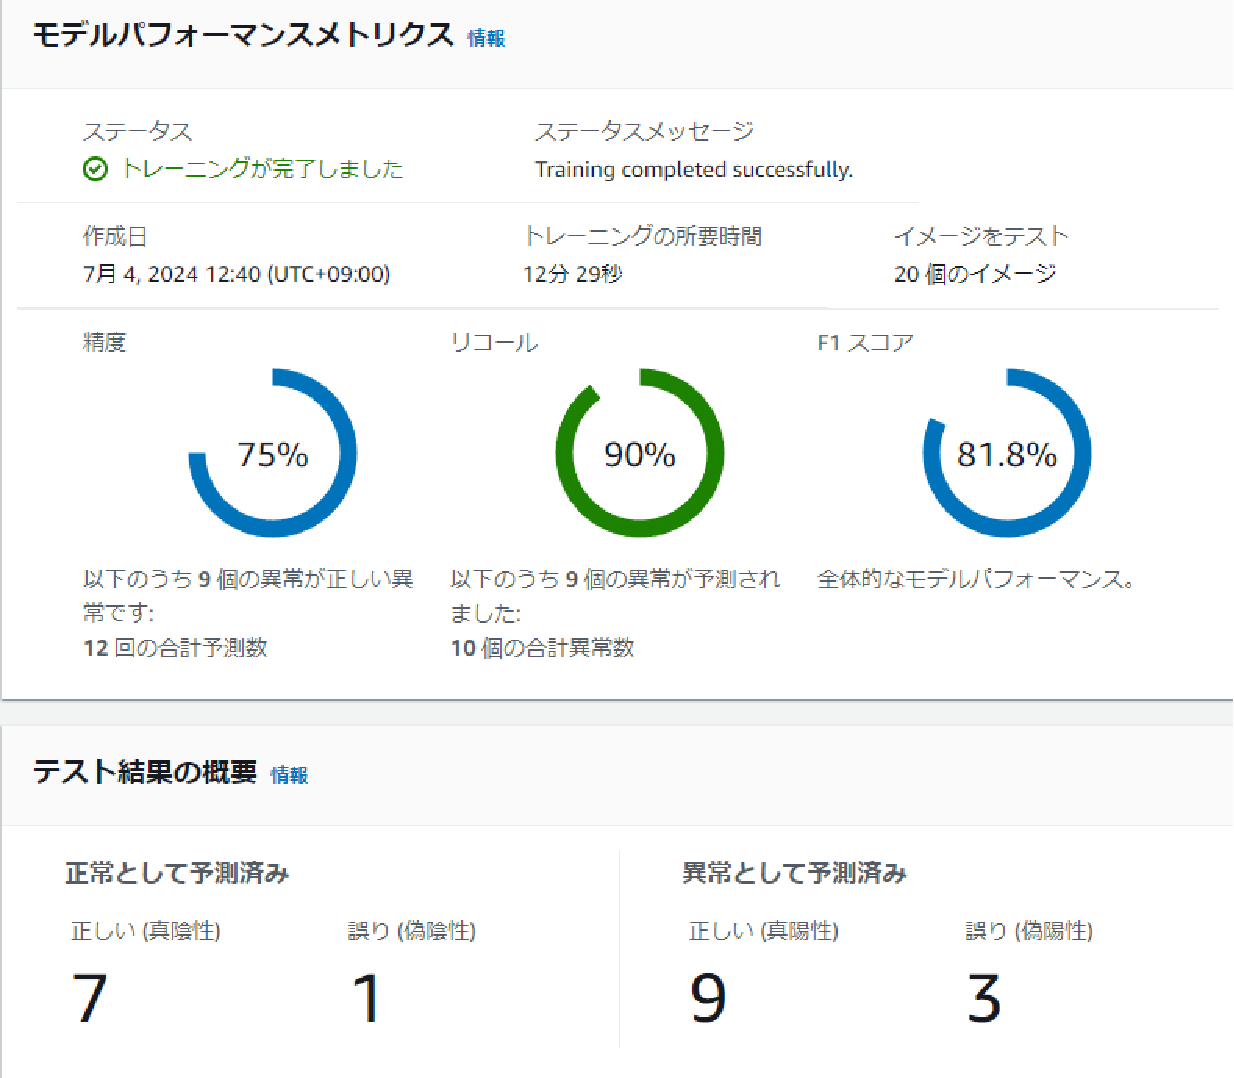 モデルパフォーマンスメトリクス 情報
ステータス
トレーニングが完了しました
ステータスメッセージ
Training completed successfully.
作成日
7月 4, 2024 12:40 (UTC+09:00)
トレーニングの所要時間
12分 29秒
イメージをテスト
20 個のイメージ
精度
75%
以下のうち 9 個の異常が正しい異
常です:
12 回の合計予測数
リコール
90%
以下のうち 9 個の異常が予測され
ました:
10 個の合計異常数
F1 スコア
81.8%
全体的なモデルパフォーマンス。
テスト結果の概要 情報
正常として予測済み
正しい (真陰性)
7
誤り (偽陰性)
1
異常として予測済み
正しい (真陽性)
9
誤り (偽陽性)
3